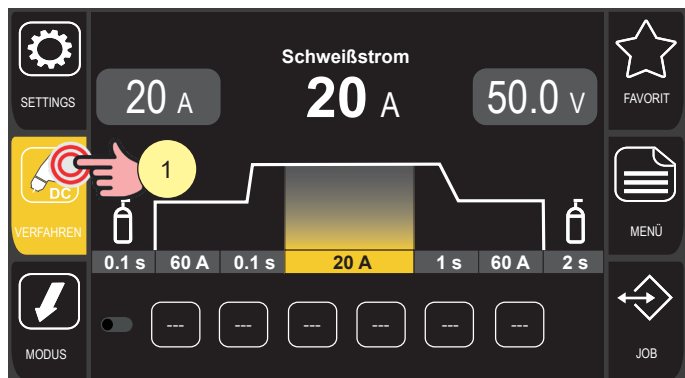 SETTINGS
DC
VERFAHREN
MODUS
Schweißstrom
20 A
20 A
50.0 V
1
0.1 s 60 A 0.1 s 20 A 1 s 60 A 2 s
--- --- --- --- --- ---
FAVORIT
MENÜ
JOB